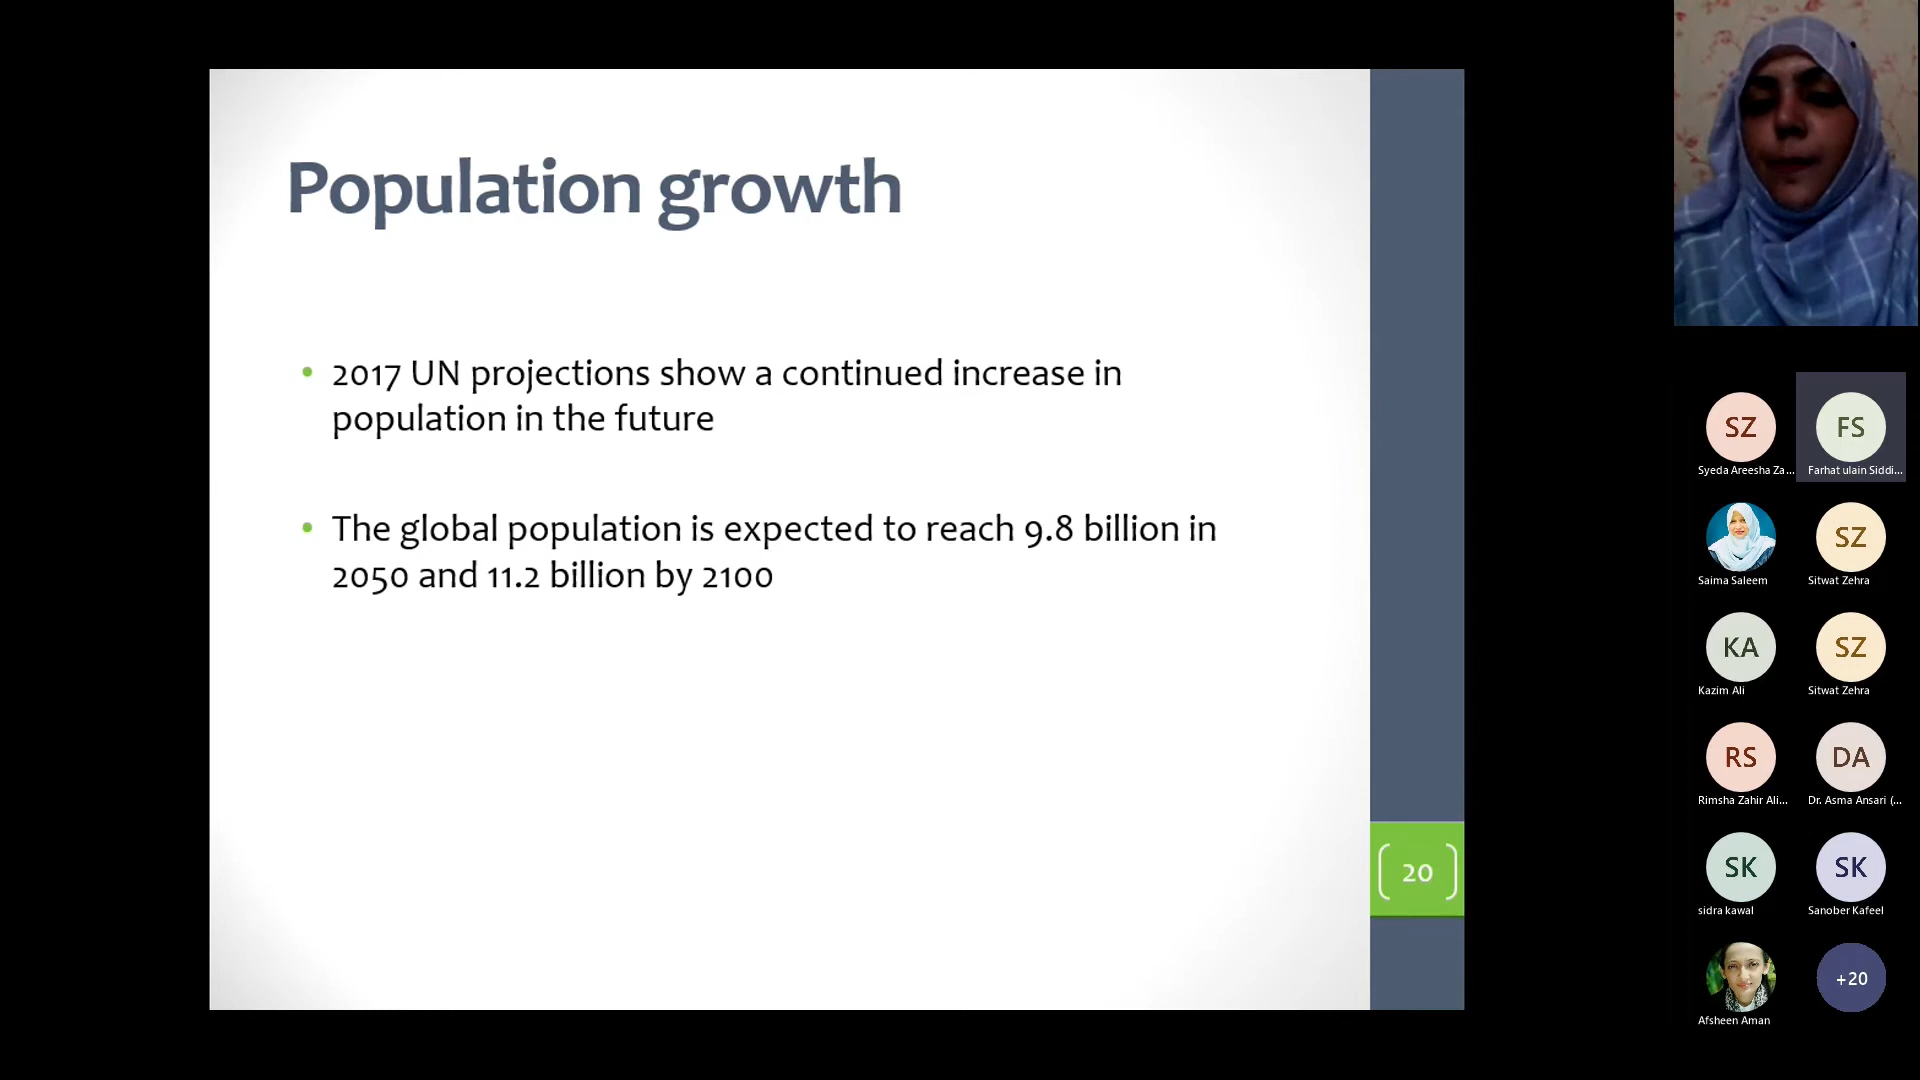 Population growth
• 2017 UN projections show a continued increase in
population in the future
• The global population is expected to reach 9.8 billion in
2050 and 11.2 billion by 2100
20
SZ
Syeda Areesha Za...
FS
Farhat ulain Siddi...
Saima Saleem
SZ
Sitwat Zehra
KA
Kazim Ali
SZ
Sitwat Zehra
RS
Rimsha Zahir Ali...
DA
Dr. Asma Ansari (...
SK
sidra kawal
SK
Sanober Kafeel
Afsheen Aman
+20